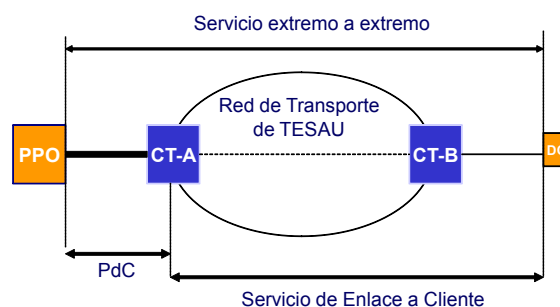 Servicio extremo a extremo
Red de Transporte
de TESAU
PPO
CT-A
CT-B
PdC
Servicio de Enlace a Cliente